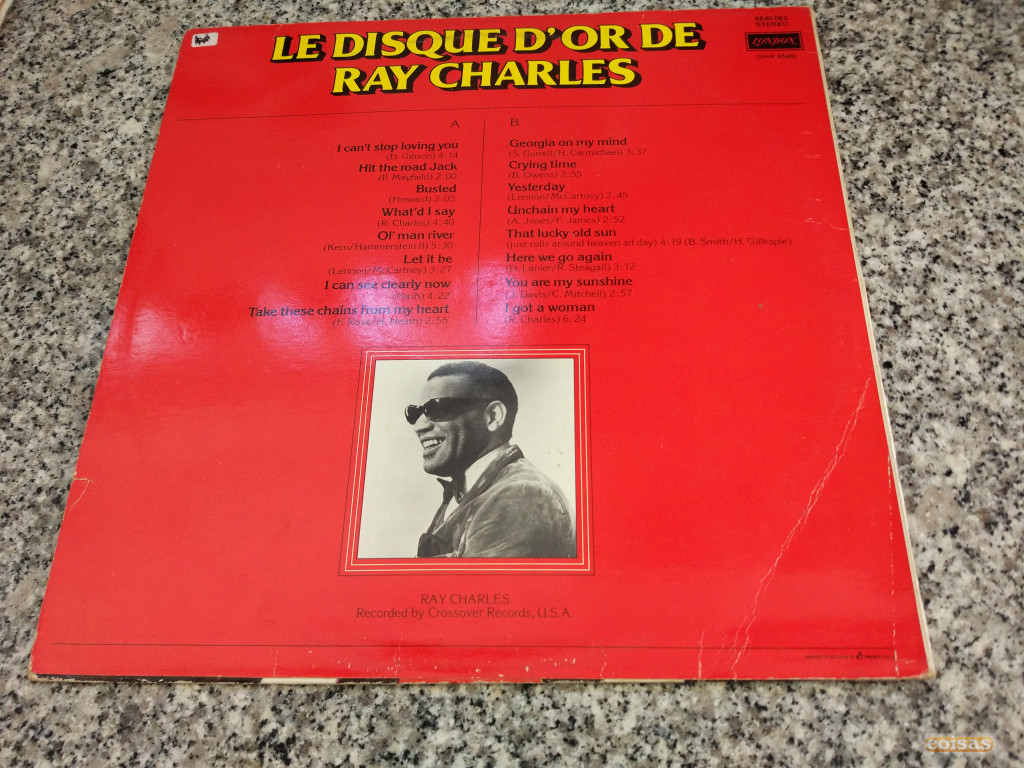 LE DISQUE D'OR DE
RAY CHARLES
6640 063
STEREO
LONDON
A
I can't stop loving you
(D. Gibson) 4:14
Hit the road Jack
(P. Mayfield) 2:00
Busted
(Howard) 2:05
What'd I say
(R. Charles) 4:40
Ol' man river
(Kern/Hammerstein II) 5:30
Let it be
(Lennon/McCartney) 3:27
I can see clearly now
(Nash) 4:22
Take these chains from my heart
(F. Rose/H. Heath) 2:55
B
Georgia on my mind
(S. Gorrell/H. Carmichael) 3:37
Crying time
(B. Owens) 2:55
Yesterday
(Lennon/McCartney) 2:45
Unchain my heart
(A. Jones/F. James) 2:52
That lucky old sun
(Just rolls around heaven all day) 4:19 (B. Smith/H. Gillespie)
Here we go again
(D. Lanier/R. Steagall) 3:12
You are my sunshine
(J. Davis/C. Mitchell) 2:57
I got a woman
(R. Charles) 6:24
RAY CHARLES
Recorded by Crossover Records, U.S.A.
coisas